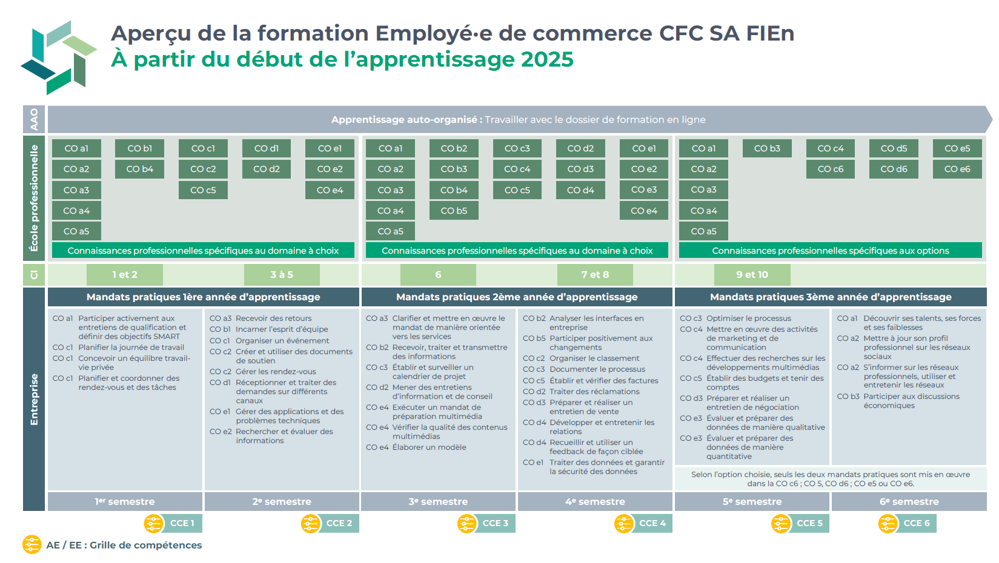 Aperçu de la formation Employé·e de commerce CFC SA FIEn
À partir du début de l’apprentissage 2025
AAO
Apprentissage auto-organisé : Travailler avec le dossier de formation en ligne
École professionnelle
CO a1 CO b1 CO c1 CO d1 CO e1
CO a2 CO b4 CO c2 CO d2 CO e2
CO a3 CO c5 CO e4
CO a4
CO a5
Connaissances professionnelles spécifiques au domaine à choix
CO a1 CO b2 CO c3 CO d2 CO e1
CO a2 CO b3 CO c4 CO d3 CO e2
CO a3 CO b4 CO c5 CO d4 CO e3
CO a4 CO b5 CO e4
CO a5
Connaissances professionnelles spécifiques au domaine à choix
CO a1 CO b3 CO c4 CO d5 CO e5
CO a2 CO c6 CO d6 CO e6
CO a3
CO a4
CO a5
Connaissances professionnelles spécifiques aux options
CI
1 et 2
3 à 5
6
7 et 8
9 et 10
Entreprise
Mandats pratiques 1ère année d’apprentissage
CO a1 Participer activement aux
entretiens de qualification et
définir des objectifs SMART
CO c1 Planifier la journée de travail
CO c1 Concevoir un équilibre travail-
vie privée
CO c1 Planifier et coordonner des
rendez-vous et des tâches
CO a3 Recevoir des retours
CO b1 Incarner l’esprit d’équipe
CO c1 Organiser un événement
CO c2 Créer et utiliser des documents
de soutien
CO c2 Gérer les rendez-vous
CO d1 Réceptionner et traiter des
demandes sur différents
canaux
CO e1 Gérer des applications et des
problèmes techniques
CO e2 Rechercher et évaluer des
informations
Mandats pratiques 2ème année d’apprentissage
CO a3 Clarifier et mettre en œuvre le
mandat de manière orientée
vers les services
CO b2 Recevoir, traiter et transmettre
des informations
CO c3 Établir et surveiller un
calendrier de projet
CO d2 Mener des entretiens
d’information et de conseil
CO e4 Exécuter un mandat de
préparation multimédia
CO e4 Vérifier la qualité des contenus
multimédias
CO e4 Élaborer un modèle
CO b2 Analyser les interfaces en
entreprise
CO b5 Participer positivement aux
changements
CO c2 Organiser le classement
CO c3 Documenter le processus
CO c5 Établir et vérifier des factures
CO d2 Traiter des réclamations
CO d3 Préparer et réaliser un
entretien de vente
CO d4 Développer et entretenir les
relations
CO d4 Recueillir et utiliser un
feedback de façon ciblée
CO e1 Traiter des données et garantir
la sécurité des données
Mandats pratiques 3ème année d’apprentissage
CO c3 Optimiser le processus
CO c4 Mettre en œuvre des activités
de marketing et de
communication
CO c4 Effectuer des recherches sur les
développements multimédias
CO c5 Établir des budgets et tenir des
comptes
CO d3 Préparer et réaliser un
entretien de négociation
CO e3 Évaluer et préparer des
données de manière qualitative
CO e3 Évaluer et préparer des
données de manière
quantitative
CO a1 Découvrir ses talents, ses forces
et ses faiblesses
CO a2 Mettre à jour son profil
professionnel sur les réseaux
sociaux
CO a2 S’informer sur les réseaux
professionnels, utiliser et
entretenir les réseaux
CO b3 Participer aux discussions
économiques
Selon l’option choisie, seuls les deux mandats pratiques sont mis en œuvre
dans la CO c6 ; CO 5, CO d6 ; CO e5 ou CO e6.
1er semestre
2e semestre
3e semestre
4e semestre
5e semestre
6e semestre
CCE 1
CCE 2
CCE 3
CCE 4
CCE 5
CCE 6
AE / EE : Grille de compétences